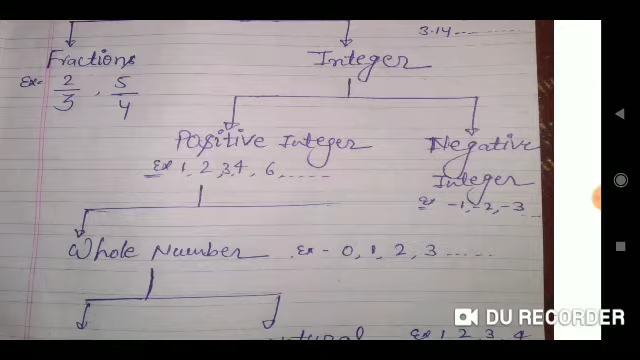 3.14......
Fractions Integer
Ex- 2/3 , 5/4
Positive Integer Negative
Ex 1, 2, 3, 4, 6, ...... Integer
Ex -1, -2, -3 ..
Whole Number Ex - 0, 1, 2, 3 .....
Ex 1, 2, 3, 4
DU RECORDER